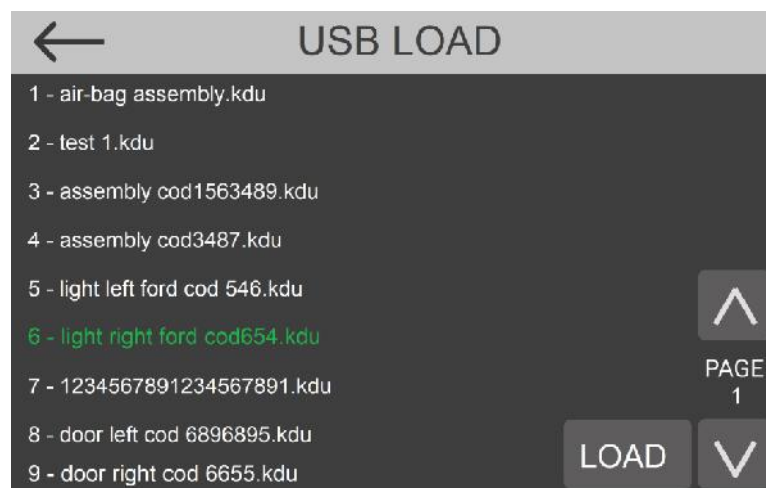 USB LOAD
1 - air-bag assembly.kdu
2 - test 1.kdu
3 - assembly cod1563489.kdu
4 - assembly cod3487.kdu
5 - light left ford cod 546.kdu
6 - light right ford cod654.kdu
7 - 1234567891234567891.kdu
8 - door left cod 6896895.kdu
9 - door right cod 6655.kdu
PAGE
1
LOAD